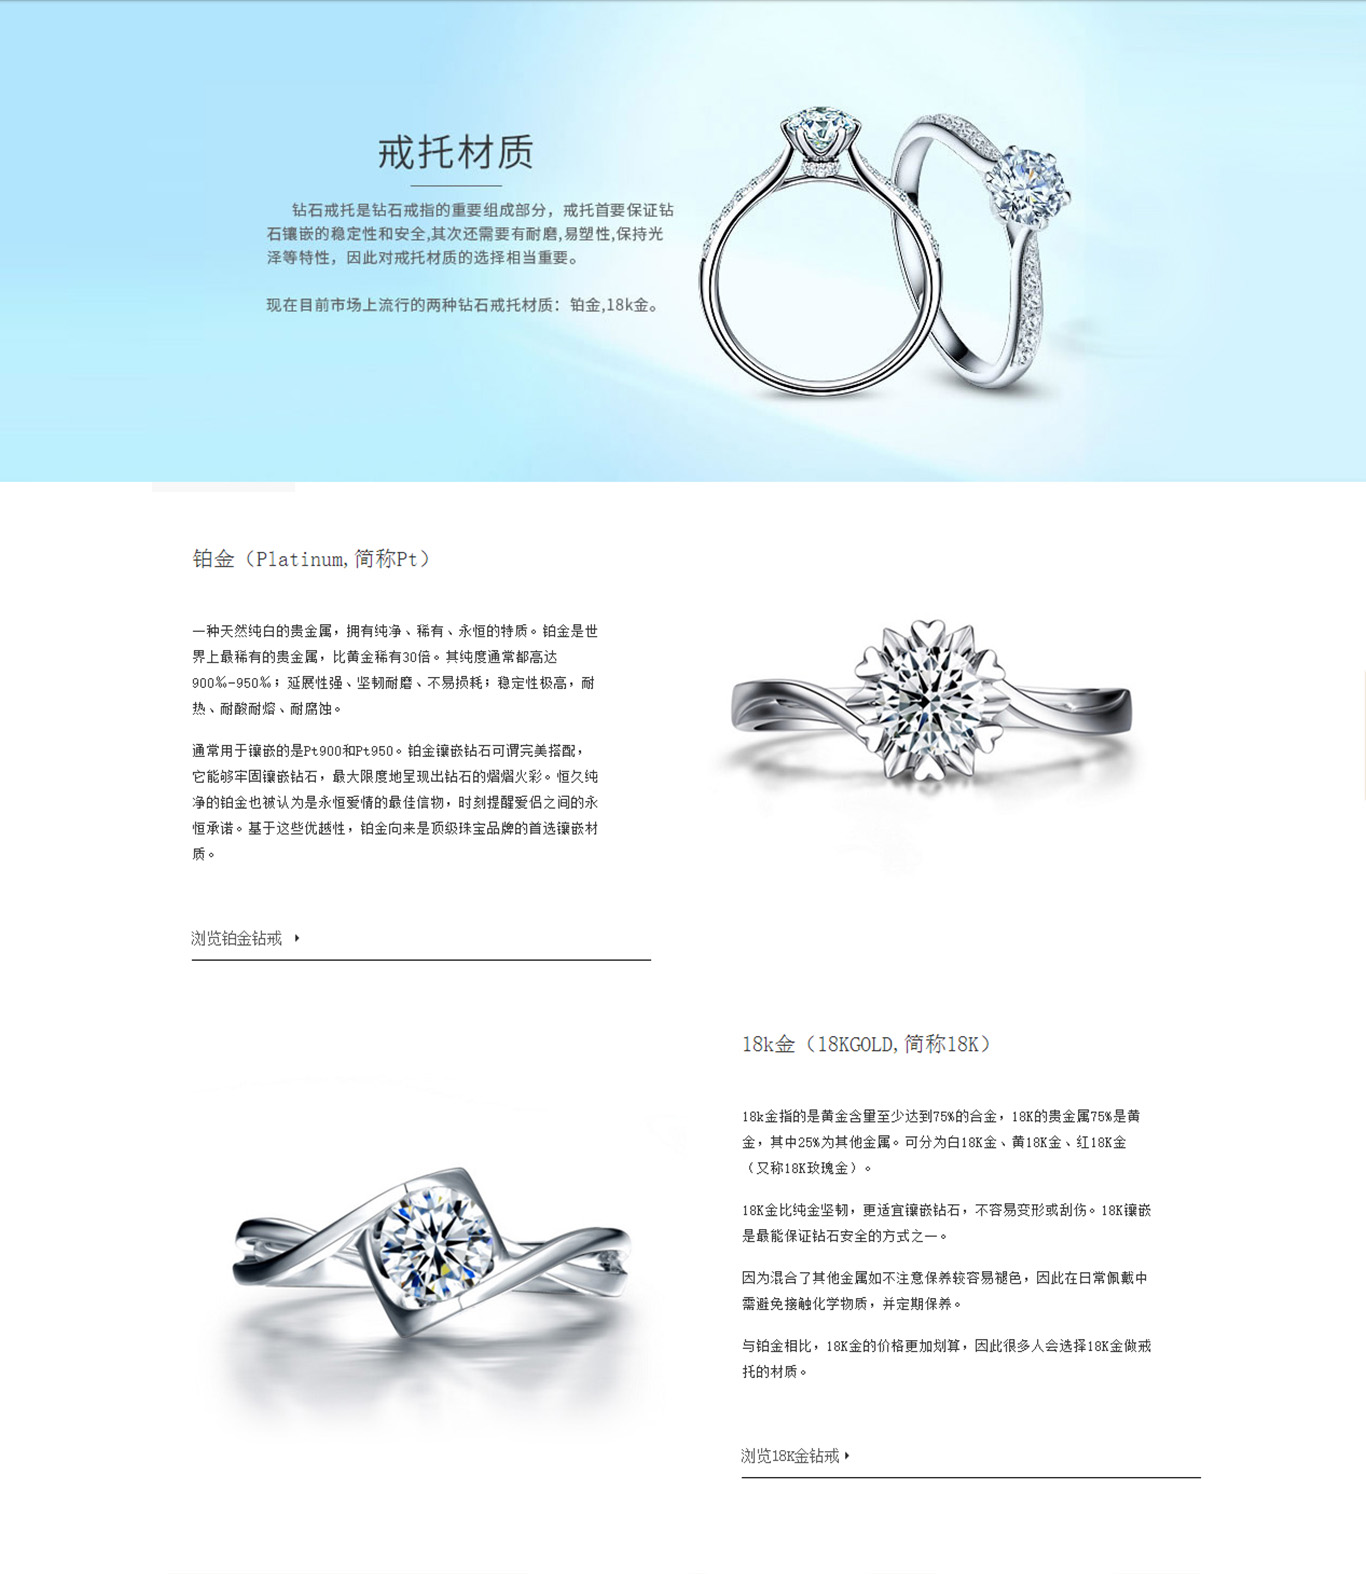 戒托材质
钻石戒托是钻石戒指的重要组成部分，戒托首要保证钻
石镶嵌的稳定性和安全,其次还需要有耐磨,易塑性,保持光
泽等特性，因此对戒托材质的选择相当重要。
现在目前市场上流行的两种钻石戒托材质：铂金,18k金。
铂金（Platinum,简称Pt）
一种天然纯白的贵金属，拥有纯净、稀有、永恒的特质。铂金是世
界上最稀有的贵金属，比黄金稀有30倍。其纯度通常都高达
900‰-950‰；延展性强、坚韧耐磨、不易损耗；稳定性极高，耐
热、耐酸耐熔、耐腐蚀。
通常用于镶嵌的是Pt900和Pt950。铂金镶嵌钻石可谓完美搭配，
它能够牢固镶嵌钻石，最大限度地呈现出钻石的熠熠火彩。恒久纯
净的铂金也被认为是永恒爱情的最佳信物，时刻提醒爱侣之间的永
恒承诺。基于这些优越性，铂金向来是顶级珠宝品牌的首选镶嵌材
质。
浏览铂金钻戒
18k金（18KGOLD,简称18K）
18k金指的是黄金含量至少达到75%的合金，18K的贵金属75%是黄
金，其中25%为其他金属。可分为白18K金、黄18K金、红18K金
（又称18K玫瑰金）。
18K金比纯金坚韧，更适宜镶嵌钻石，不容易变形或刮伤。18K镶嵌
是最能保证钻石安全的方式之一。
因为混合了其他金属如不注意保养较容易褪色，因此在日常佩戴中
需避免接触化学物质，并定期保养。
与铂金相比，18K金的价格更加划算，因此很多人会选择18K金做戒
托的材质。
浏览18K金钻戒